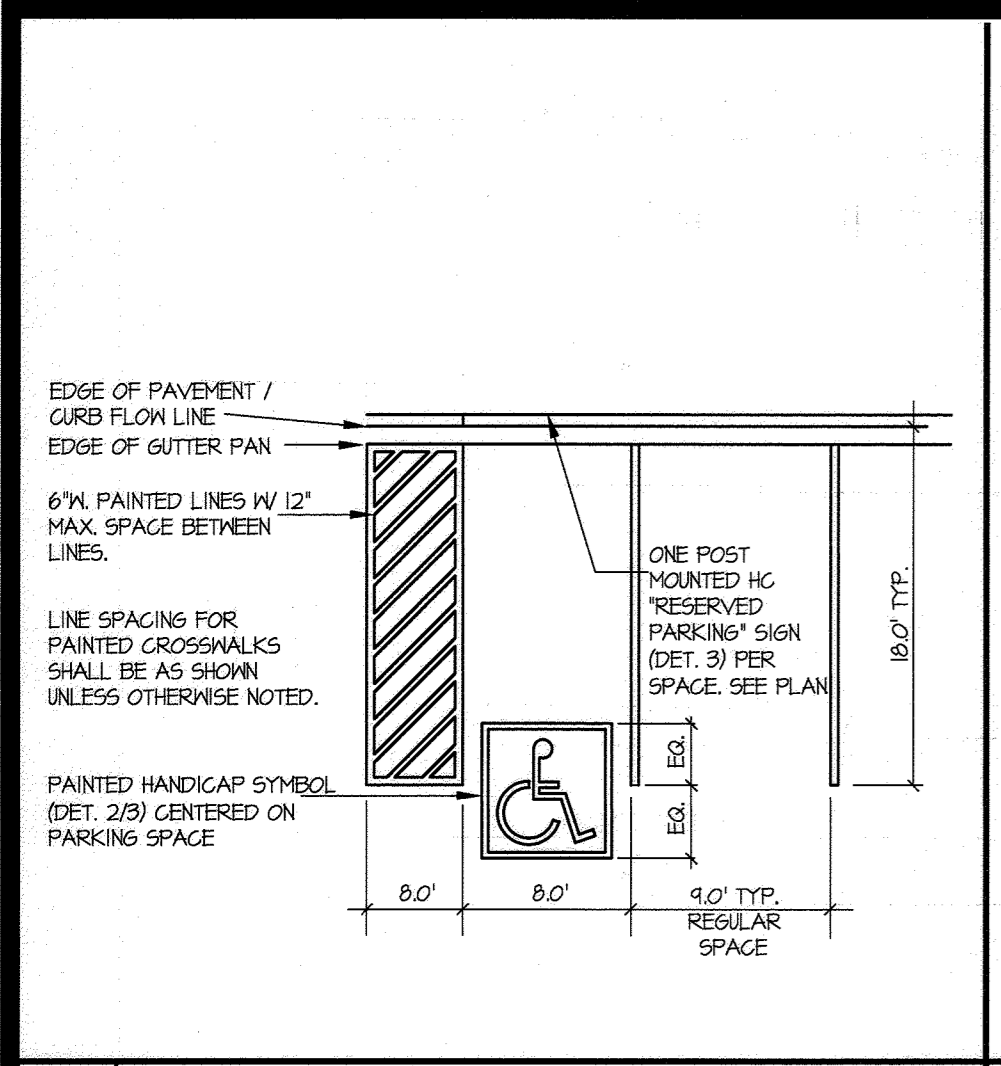 EDGE OF PAVEMENT /
CURB FLOW LINE
EDGE OF GUTTER PAN
6"W. PAINTED LINES W/ 12"
MAX. SPACE BETWEEN
LINES.
LINE SPACING FOR
PAINTED CROSSWALKS
SHALL BE AS SHOWN
UNLESS OTHERWISE NOTED.
PAINTED HANDICAP SYMBOL
(DET. 2/3) CENTERED ON
PARKING SPACE
ONE POST
MOUNTED HC
"RESERVED
PARKING" SIGN
(DET. 3) PER
SPACE. SEE PLAN
18.0' TYP.
EQ.
EQ.
8.0'
8.0'
9.0' TYP.
REGULAR
SPACE